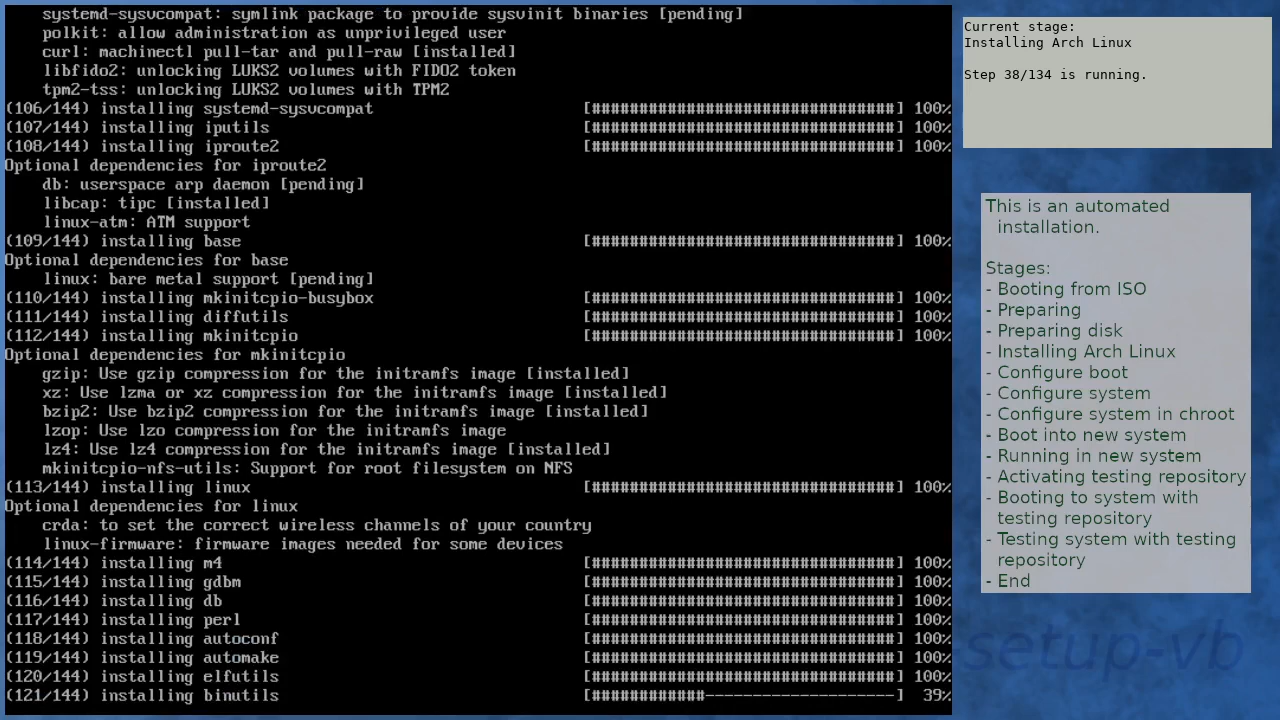 systemd-sysvcompat: symlink package to provide sysvinit binaries [pending]
polkit: allow administration as unprivileged user
curl: machinectl pull-tar and pull-raw [installed]
libfido2: unlocking LUKS2 volumes with FIDO2 token
tpm2-tss: unlocking LUKS2 volumes with TPM2
(106/144) installing systemd-sysvcompat [################################] 100%
(107/144) installing iputils [################################] 100%
(108/144) installing iproute2 [################################] 100%
Optional dependencies for iproute2
db: userspace arp daemon [pending]
libcap: tipc [installed]
linux-atm: ATM support
(109/144) installing base [################################] 100%
Optional dependencies for base
linux: bare metal support [pending]
(110/144) installing mkinitcpio-busybox [################################] 100%
(111/144) installing diffutils [################################] 100%
(112/144) installing mkinitcpio [################################] 100%
Optional dependencies for mkinitcpio
gzip: Use gzip compression for the initramfs image [installed]
xz: Use lzma or xz compression for the initramfs image [installed]
bzip2: Use bzip2 compression for the initramfs image [installed]
lzop: Use lzo compression for the initramfs image
lz4: Use lz4 compression for the initramfs image [installed]
mkinitcpio-nfs-utils: Support for root filesystem on NFS
(113/144) installing linux [################################] 100%
Optional dependencies for linux
crda: to set the correct wireless channels of your country
linux-firmware: firmware images needed for some devices
(114/144) installing m4 [################################] 100%
(115/144) installing gdbm [################################] 100%
(116/144) installing db [################################] 100%
(117/144) installing perl [################################] 100%
(118/144) installing autoconf [################################] 100%
(119/144) installing automake [################################] 100%
(120/144) installing elfutils [################################] 100%
(121/144) installing binutils [############--------------------] 39%
Current stage:
Installing Arch Linux
Step 38/134 is running.
This is an automated
installation.
Stages:
- Booting from ISO
- Preparing
- Preparing disk
- Installing Arch Linux
- Configure boot
- Configure system
- Configure system in chroot
- Boot into new system
- Running in new system
- Activating testing repository
- Booting to system with
testing repository
- Testing system with testing
repository
- End
setup-vb